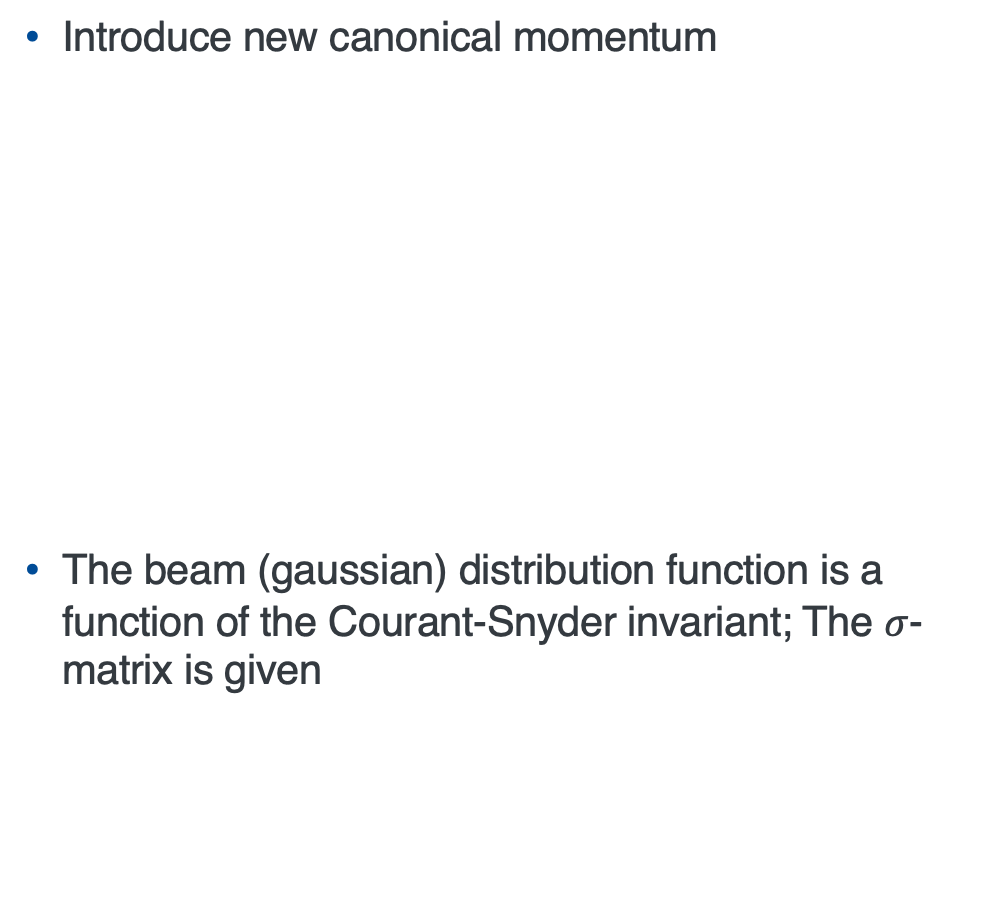 • Introduce new canonical momentum
• The beam (gaussian) distribution function is a
function of the Courant-Snyder invariant; The σ-
matrix is given